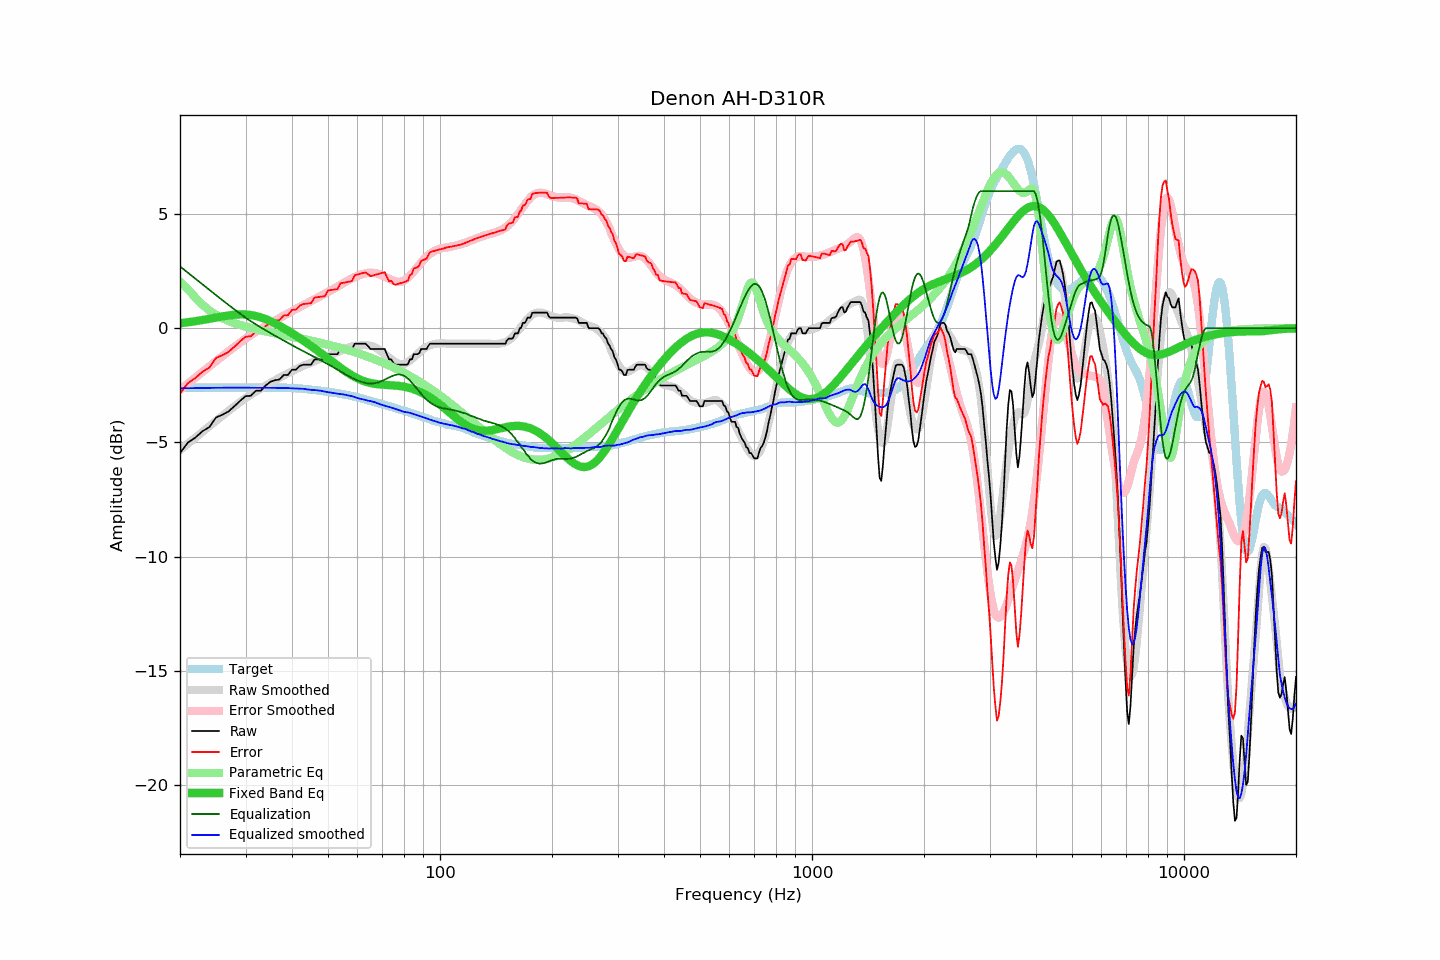 Denon AH-D310R
Amplitude (dBr)
5
0
−5
−10
−15
−20
Target
Raw Smoothed
Error Smoothed
Raw
Error
Parametric Eq
Fixed Band Eq
Equalization
Equalized smoothed
100
1000
10000
Frequency (Hz)